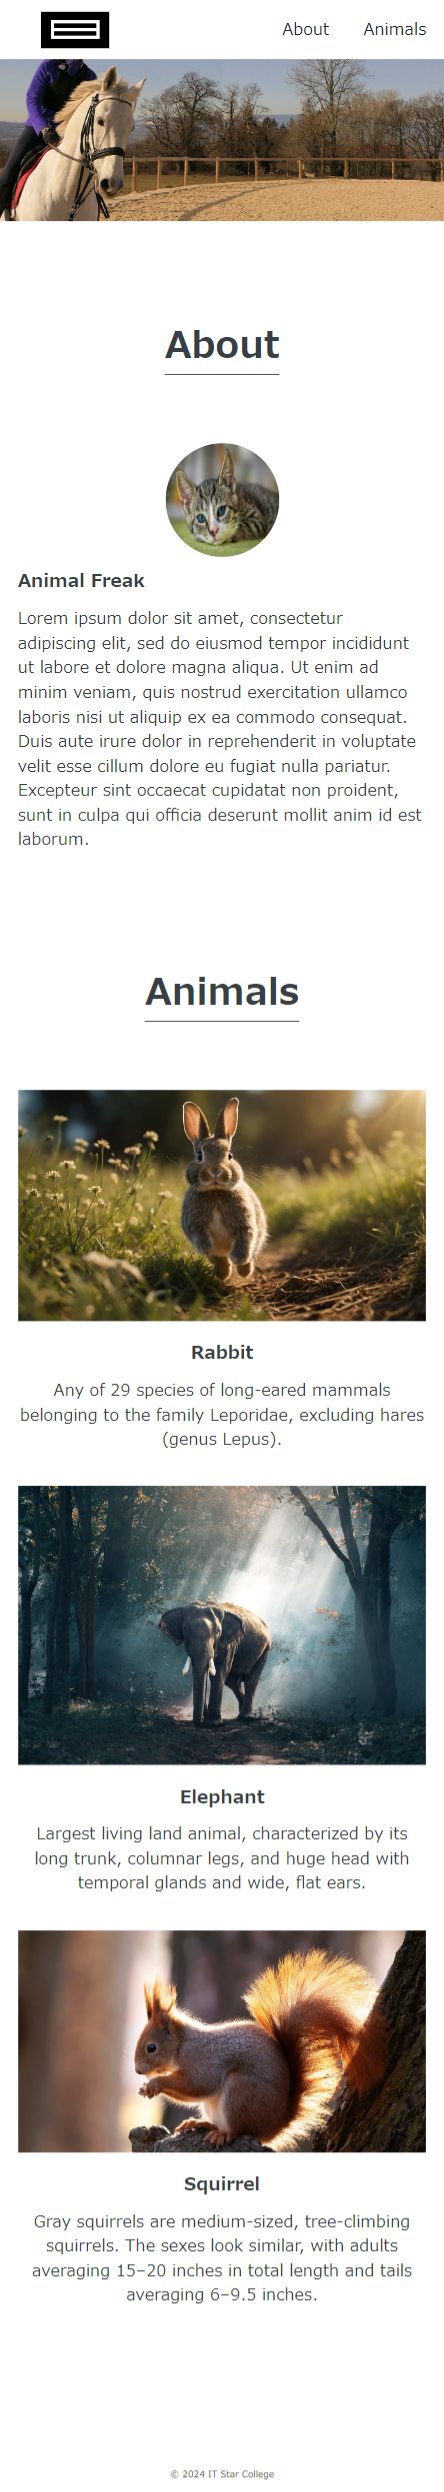 About Animals
About
Animal Freak
Lorem ipsum dolor sit amet, consectetur
adipiscing elit, sed do eiusmod tempor incididunt
ut labore et dolore magna aliqua. Ut enim ad
minim veniam, quis nostrud exercitation ullamco
laboris nisi ut aliquip ex ea commodo consequat.
Duis aute irure dolor in reprehenderit in voluptate
velit esse cillum dolore eu fugiat nulla pariatur.
Excepteur sint occaecat cupidatat non proident,
sunt in culpa qui officia deserunt mollit anim id est
laborum.
Animals
Rabbit
Any of 29 species of long-eared mammals
belonging to the family Leporidae, excluding hares
(genus Lepus).
Elephant
Largest living land animal, characterized by its
long trunk, columnar legs, and huge head with
temporal glands and wide, flat ears.
Squirrel
Gray squirrels are medium-sized, tree-climbing
squirrels. The sexes look similar, with adults
averaging 15–20 inches in total length and tails
averaging 6–9.5 inches.
© 2024 IT Star College